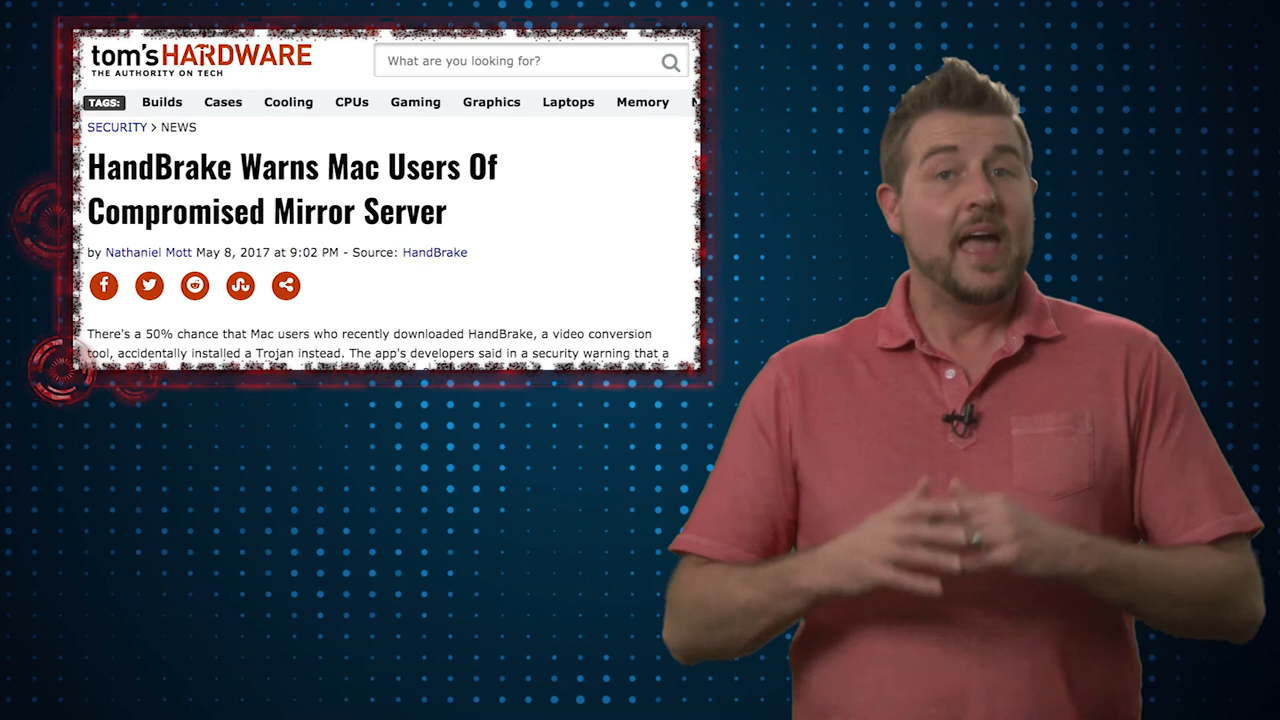 tom'sHARDWARE
THE AUTHORITY ON TECH
What are you looking for?
TAGS: Builds Cases Cooling CPUs Gaming Graphics Laptops Memory
SECURITY > NEWS
HandBrake Warns Mac Users Of
Compromised Mirror Server
by Nathaniel Mott May 8, 2017 at 9:02 PM - Source: HandBrake
There's a 50% chance that Mac users who recently downloaded HandBrake, a video conversion
tool, accidentally installed a Trojan instead. The app's developers said in a security warning that a